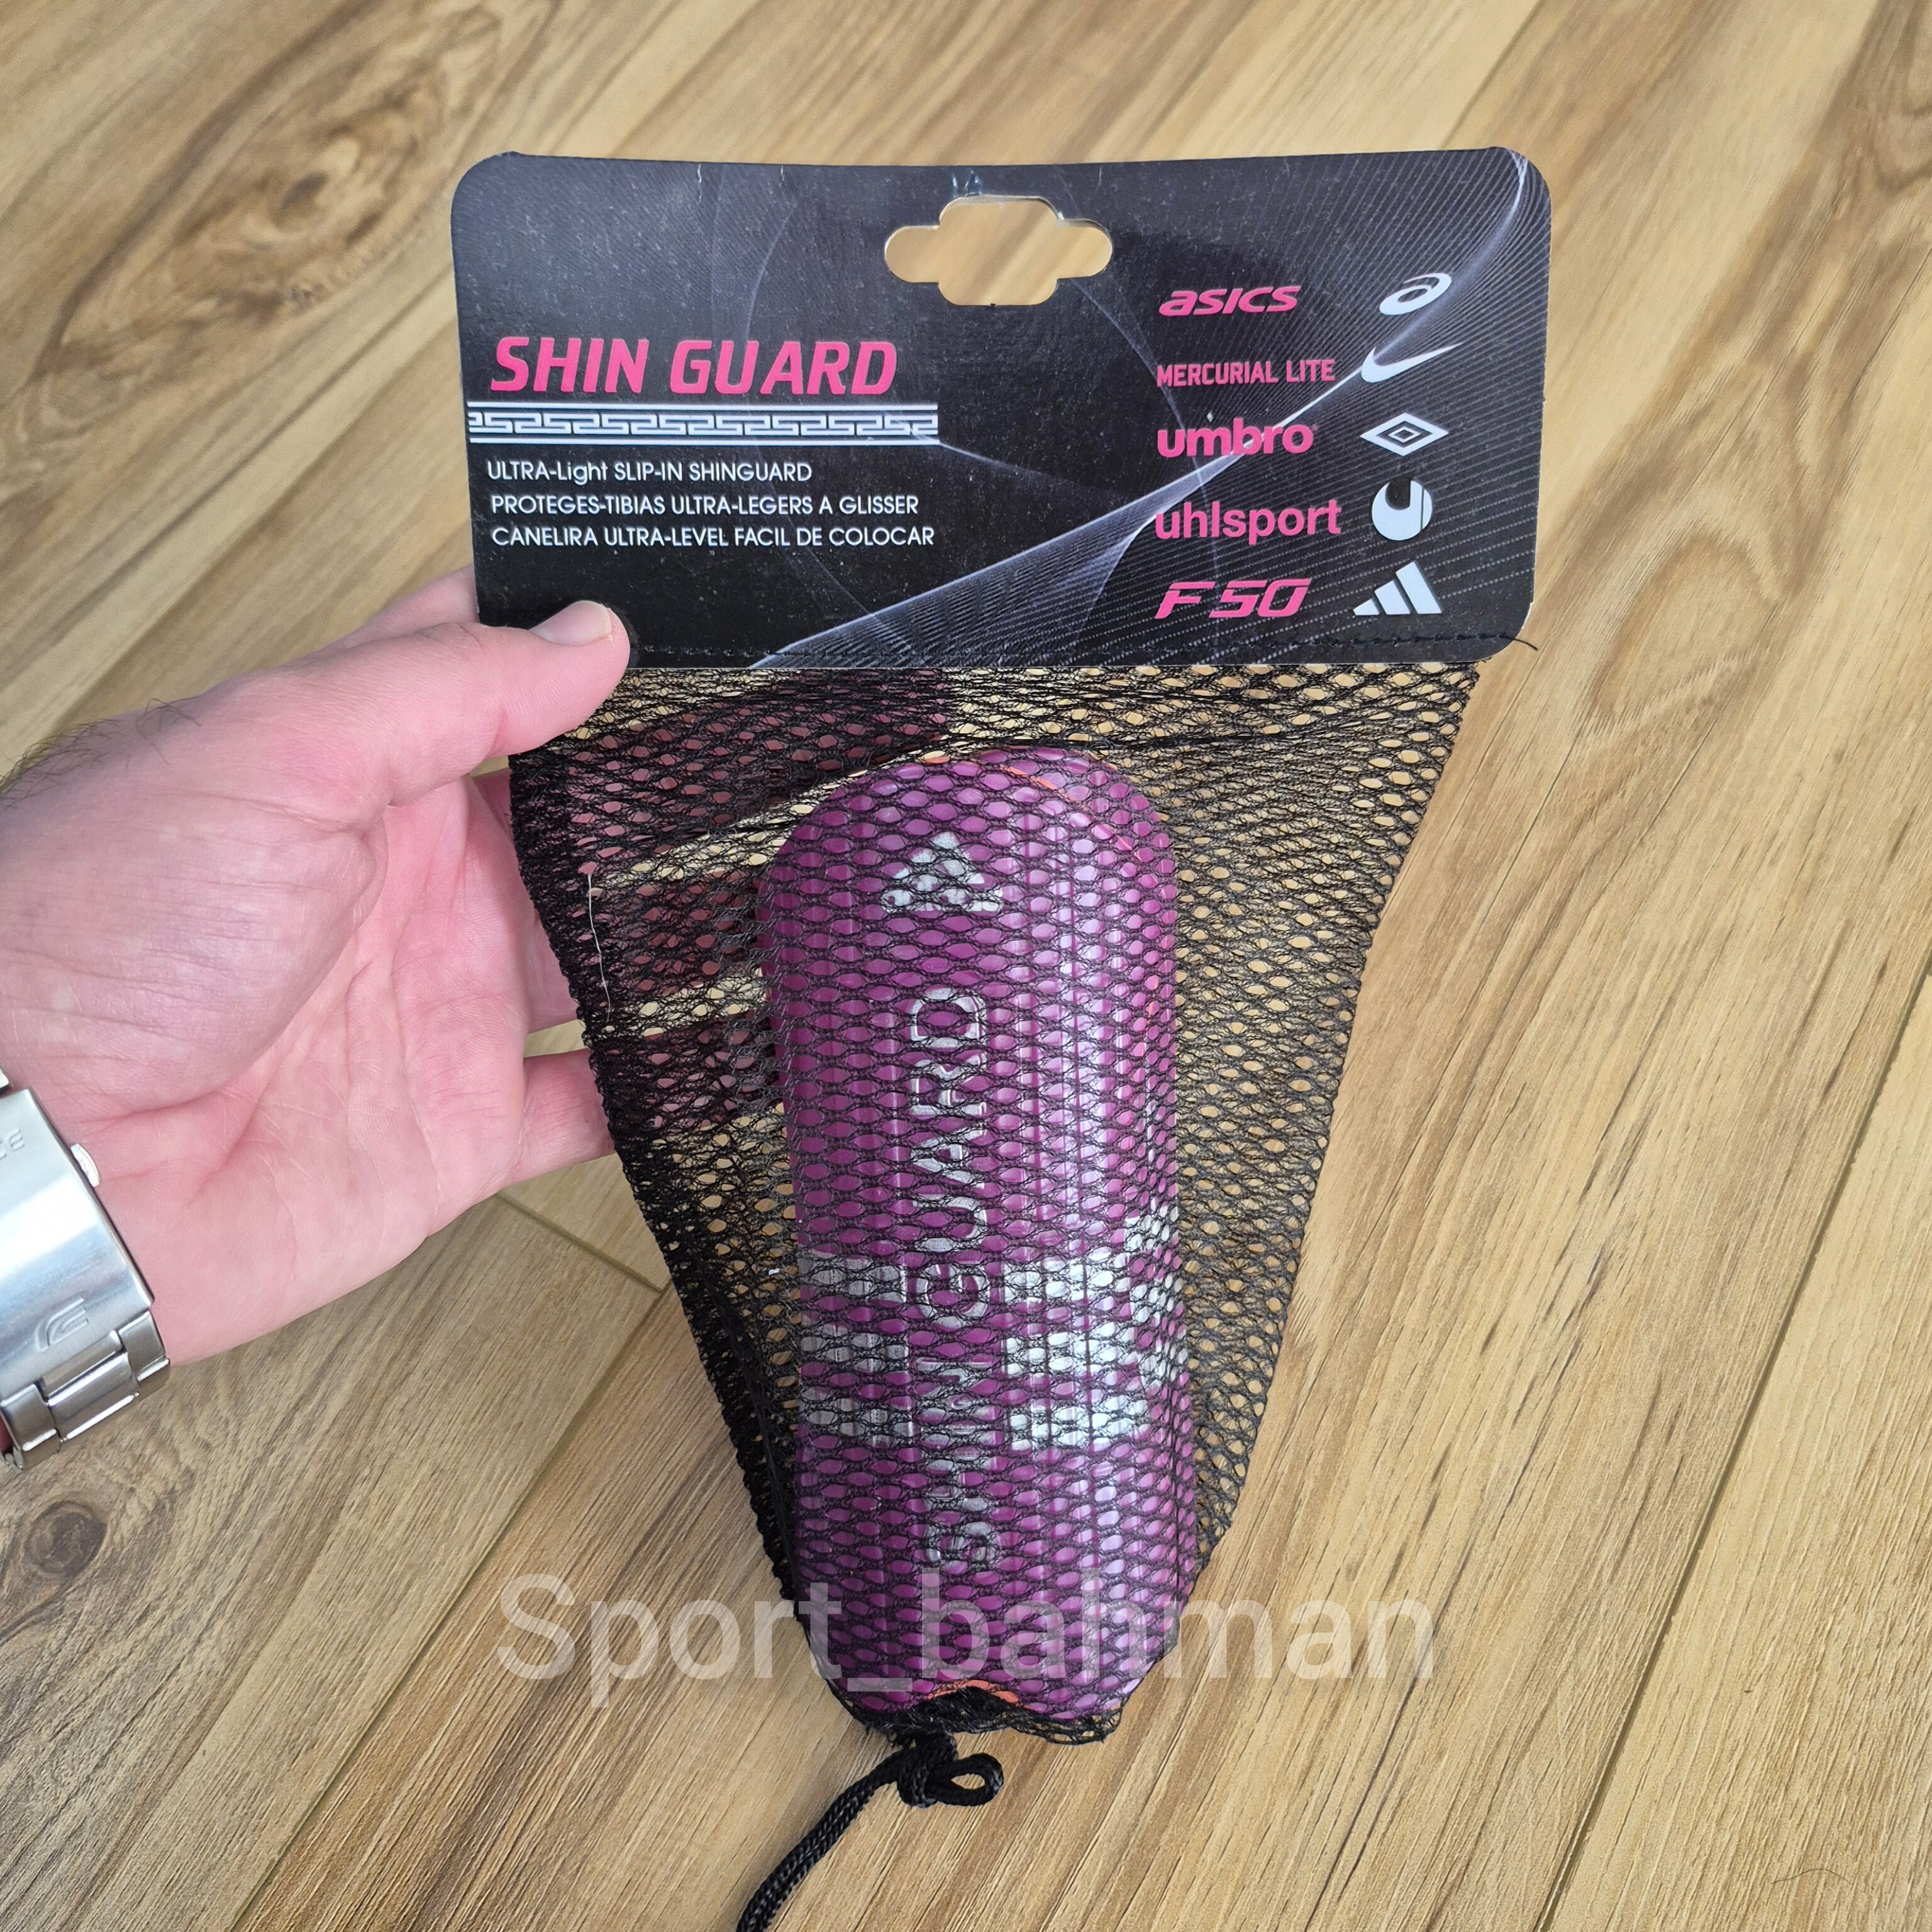 SHIN GUARD
ULTRA-Light SLIP-IN SHINGUARD
PROTEGES-TIBIAS ULTRA-LEGERS A GLISSER
CANELIRA ULTRA-LEVEL FACIL DE COLOCAR
asics
MERCURIAL LITE
umbro
uhlsport
F50
SHINGUARD
Sport_bahman